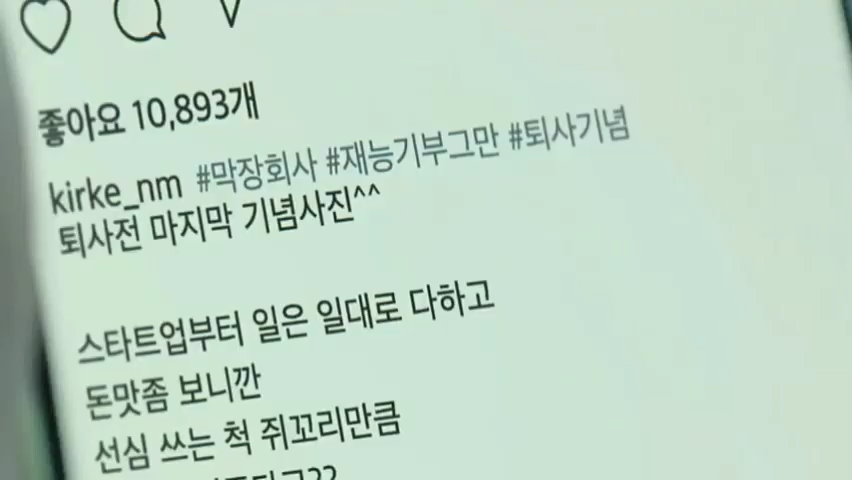 좋아요 10,893개
kirke_nm #막장회사 #재능기부그만 #퇴사기념
퇴사전 마지막 기념사진^^
스타트업부터 일은 일대로 다하고
돈맛좀 보니깐
선심 쓰는 척 쥐꼬리만큼